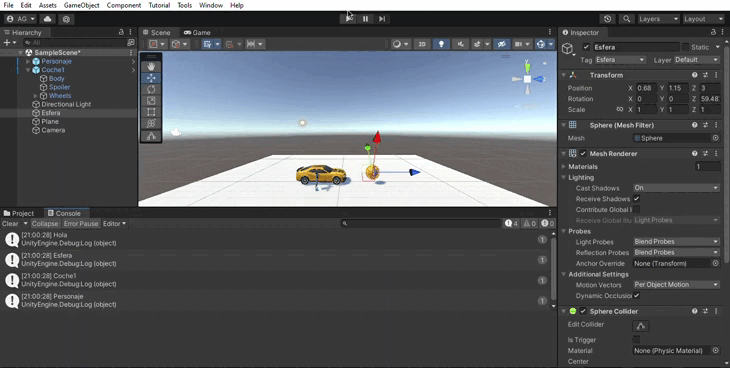 File Edit Assets GameObject Component Tutorial Tools Window Help
AG Layers Layout
Hierarchy Scene Game Inspector
All
SampleScene*
Personaje
Coche1
Body
Spoiler
Wheels
Directional Light
Esfera
Plane
Camera
2D
Project Console
Clear Collapse Error Pause Editor 4 0 0
[21:00:28] Hola
UnityEngine.Debug:Log (object) 1
[21:00:28] Esfera
UnityEngine.Debug:Log (object) 1
[21:00:28] Coche1
UnityEngine.Debug:Log (object) 1
[21:00:28] Personaje
UnityEngine.Debug:Log (object) 1
Esfera Static
Tag Esfera Layer Default
Transform
Position X 0.68 Y 1.15 Z 3
Rotation X 0 Y 0 Z 59.48
Scale X 1 Y 1 Z 1
Sphere (Mesh Filter)
Mesh Sphere
Mesh Renderer
Materials 1
Lighting
Cast Shadows On
Receive Shadows
Contribute Global I
Receive Global Illu Light Probes
Probes
Light Probes Blend Probes
Reflection Probes Blend Probes
Anchor Override None (Transform)
Additional Settings
Motion Vectors Per Object Motion
Dynamic Occlusion
Sphere Collider
Edit Collider
Is Trigger
Material None (Physic Material)
Center